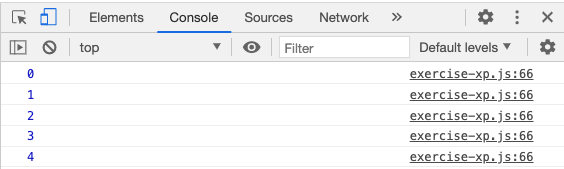 Elements Console Sources Network »
top Filter Default levels
0 exercise-xp.js:66
1 exercise-xp.js:66
2 exercise-xp.js:66
3 exercise-xp.js:66
4 exercise-xp.js:66